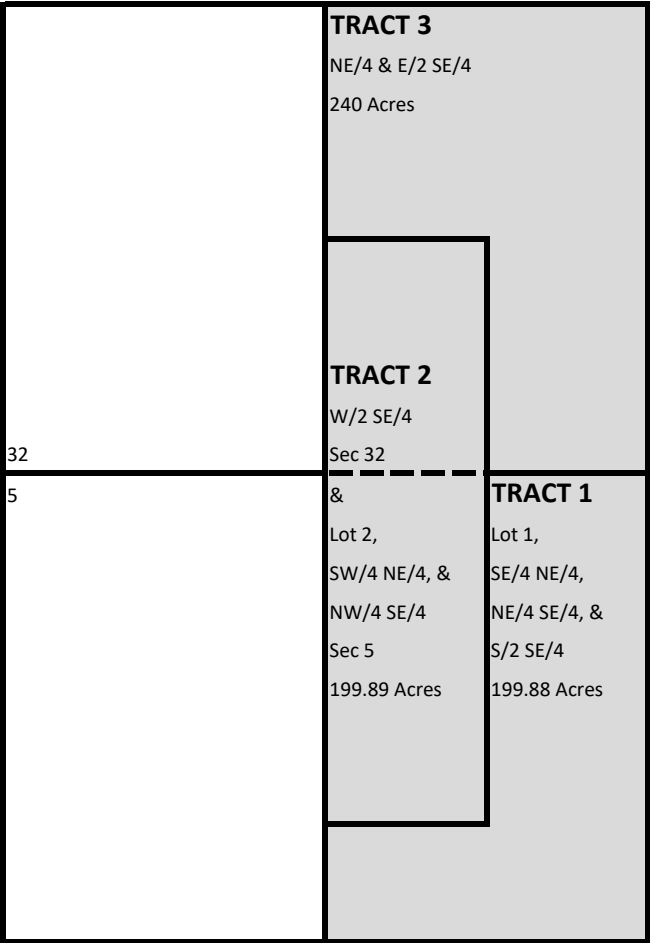 TRACT 3
NE/4 & E/2 SE/4
240 Acres
TRACT 2
W/2 SE/4
32
Sec 32
5
&
Lot 2,
SW/4 NE/4, &
NW/4 SE/4
Sec 5
199.89 Acres
TRACT 1
Lot 1,
SE/4 NE/4,
NE/4 SE/4, &
S/2 SE/4
199.88 Acres